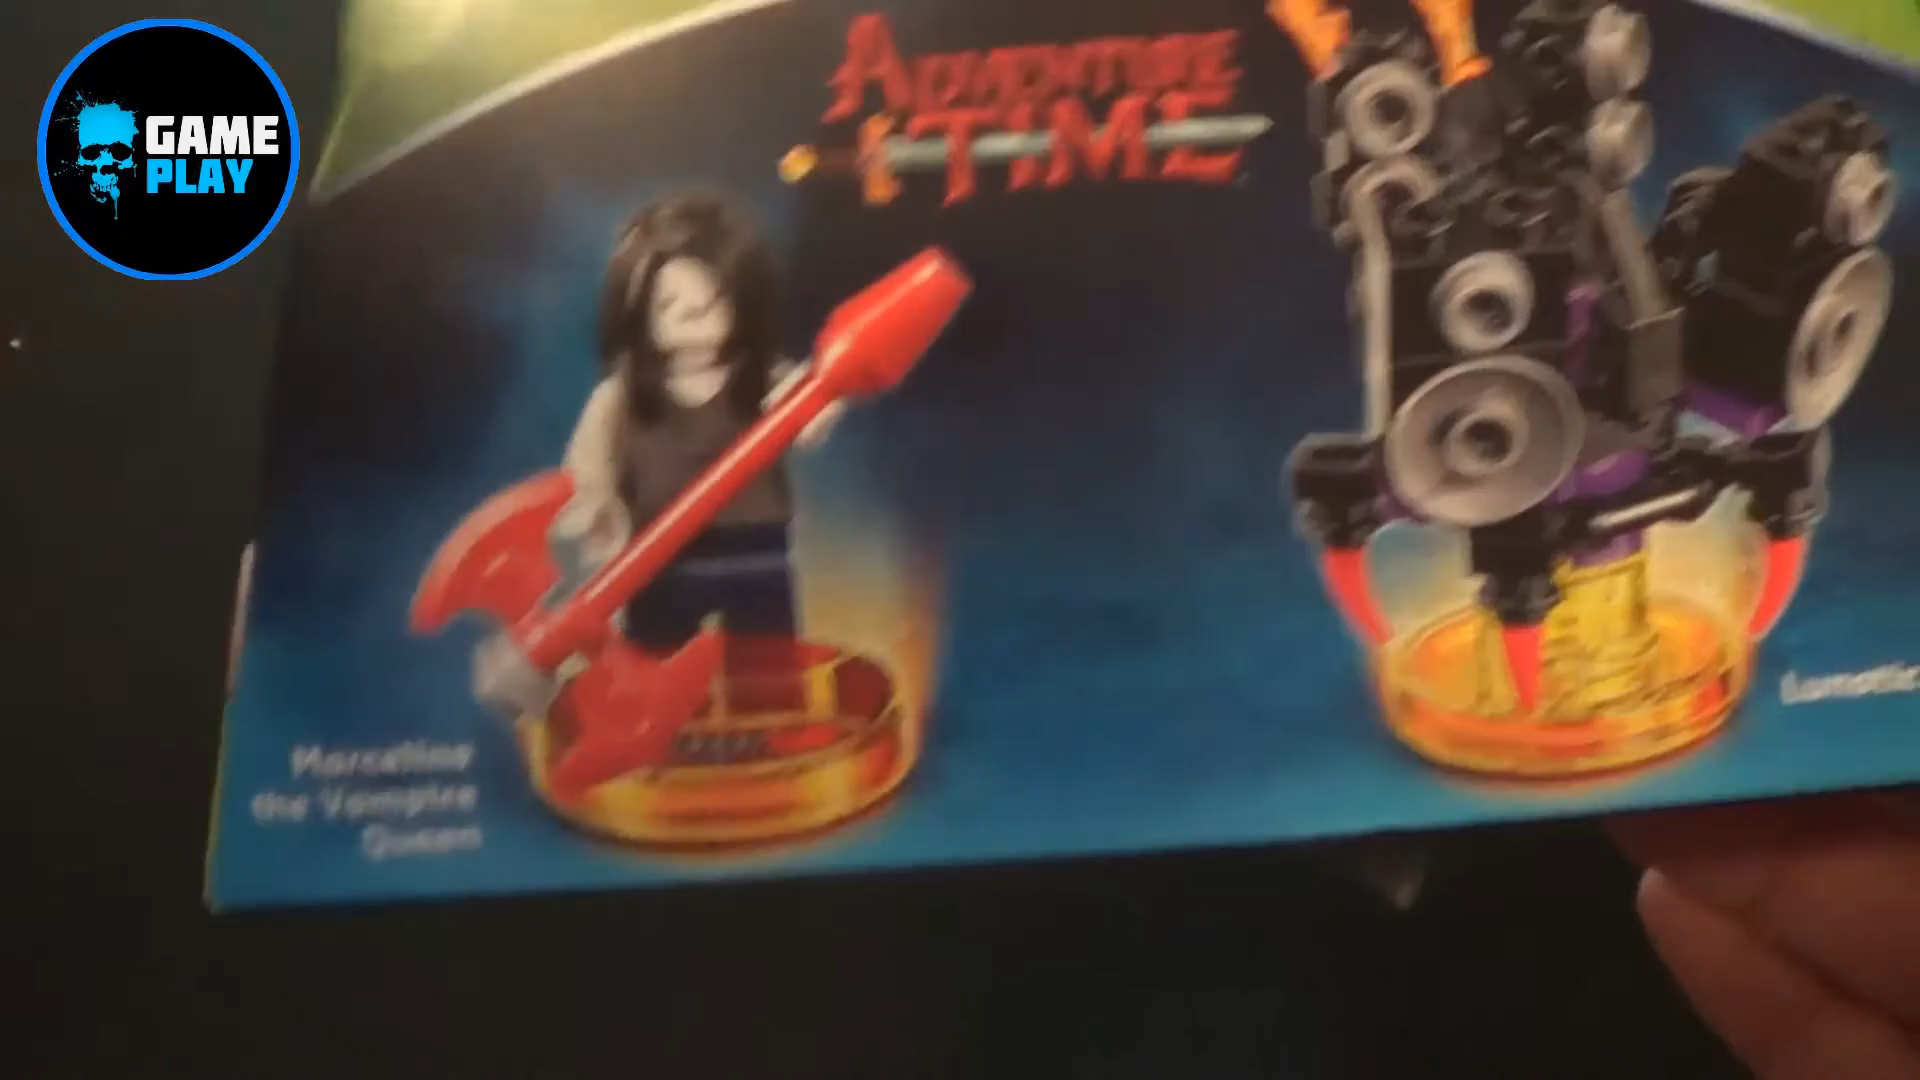 GAME
PLAY
ADVENTURE
TIME
Marceline
the Vampire
Queen